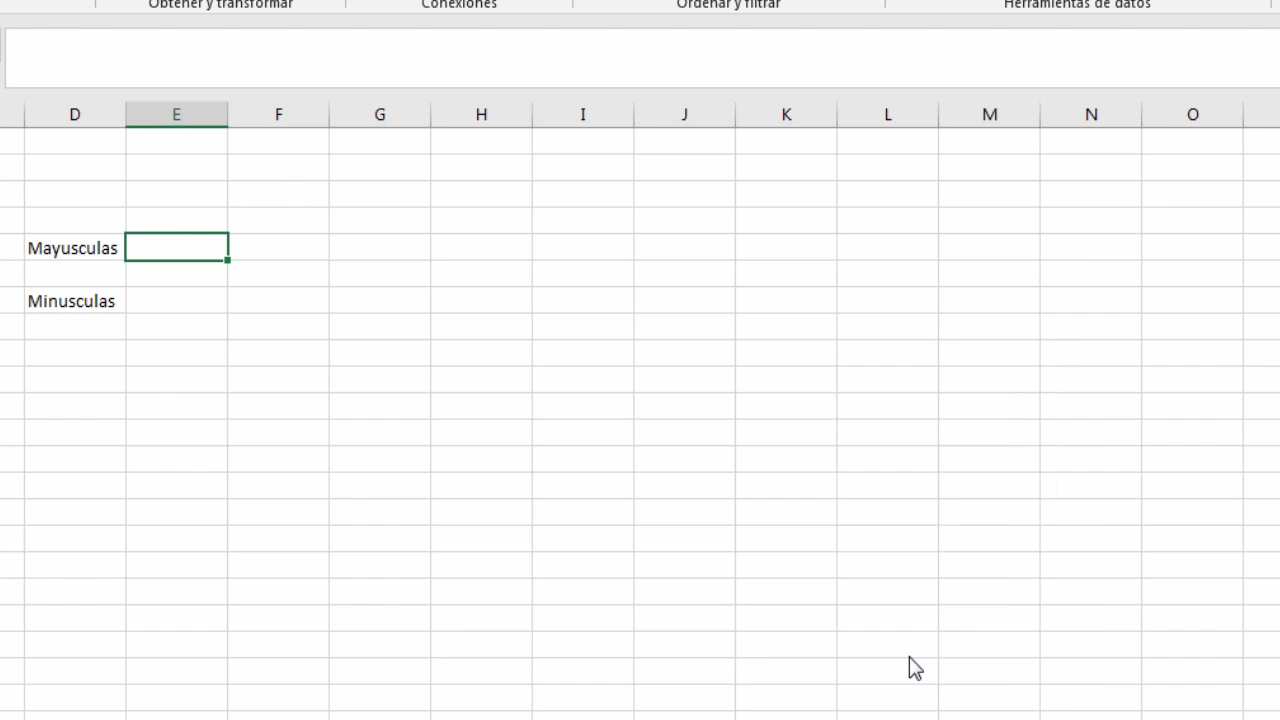 Obtener y transformar Conexiones Ordenar y filtrar Herramientas de datos
D E F G H I J K L M N O
Mayusculas
Minusculas